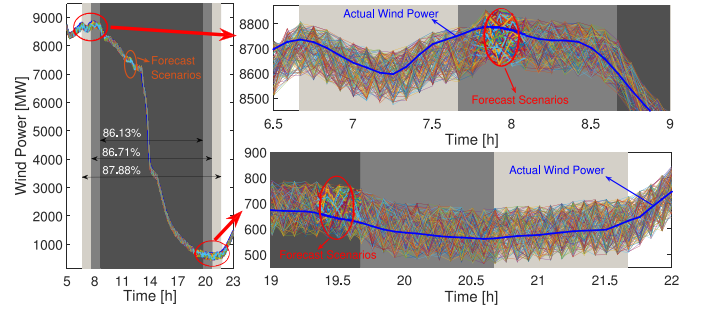 9000
8000
7000
6000
5000
4000
3000
2000
1000
Wind Power [MW]
Forecast
Scenarios
86.13%
86.71%
87.88%
5 8 11 14 17 20 23
Time [h]
8800
8700
8600
8500
Actual Wind Power
Forecast Scenarios
6.5 7 7.5 8 8.5 9
Time [h]
900
800
700
600
500
Actual Wind Power
Forecast Scenarios
19 19.5 20 20.5 21 21.5 22
Time [h]